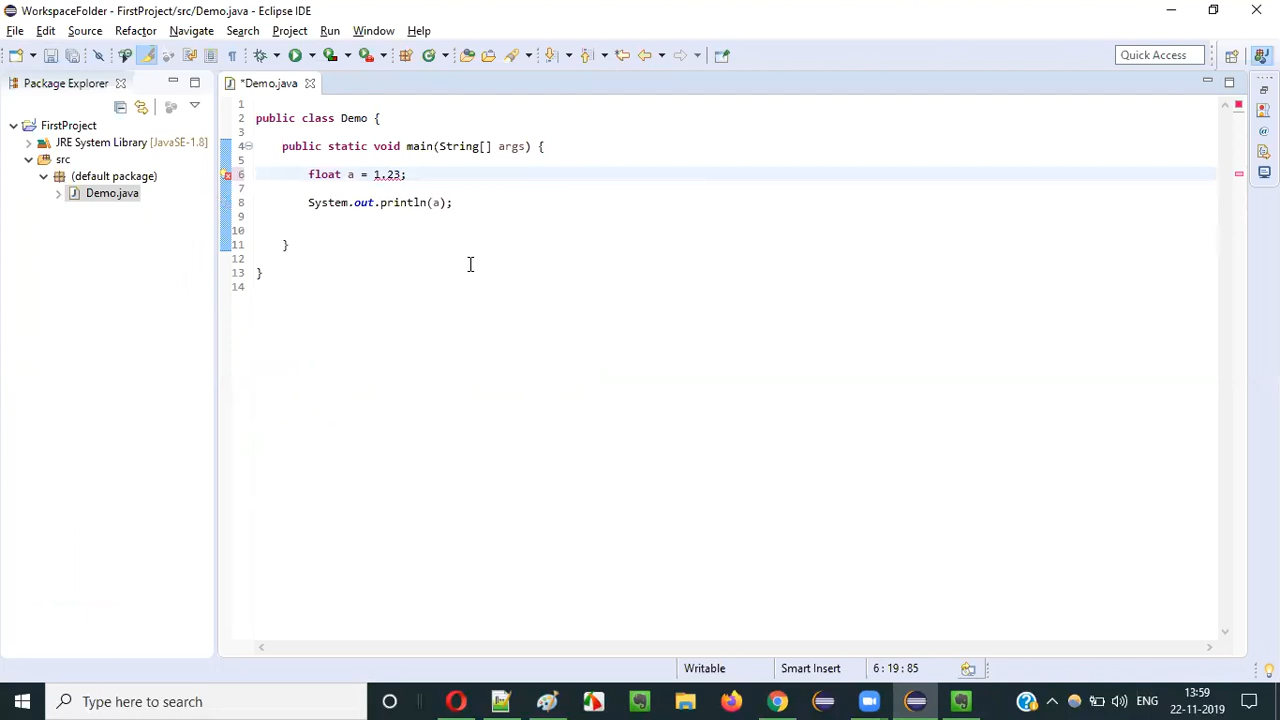 WorkspaceFolder - FirstProject/src/Demo.java - Eclipse IDE
File Edit Source Refactor Navigate Search Project Run Window Help
Quick Access
Package Explorer
*Demo.java
FirstProject
JRE System Library [JavaSE-1.8]
src
(default package)
Demo.java
1
2 public class Demo {
3
4 public static void main(String[] args) {
5
6 float a = 1.23;
7
8 System.out.println(a);
9
10
11 }
12
13 }
14
Writable Smart Insert 6 : 19 : 85
Type here to search
ENG
13:59
22-11-2019